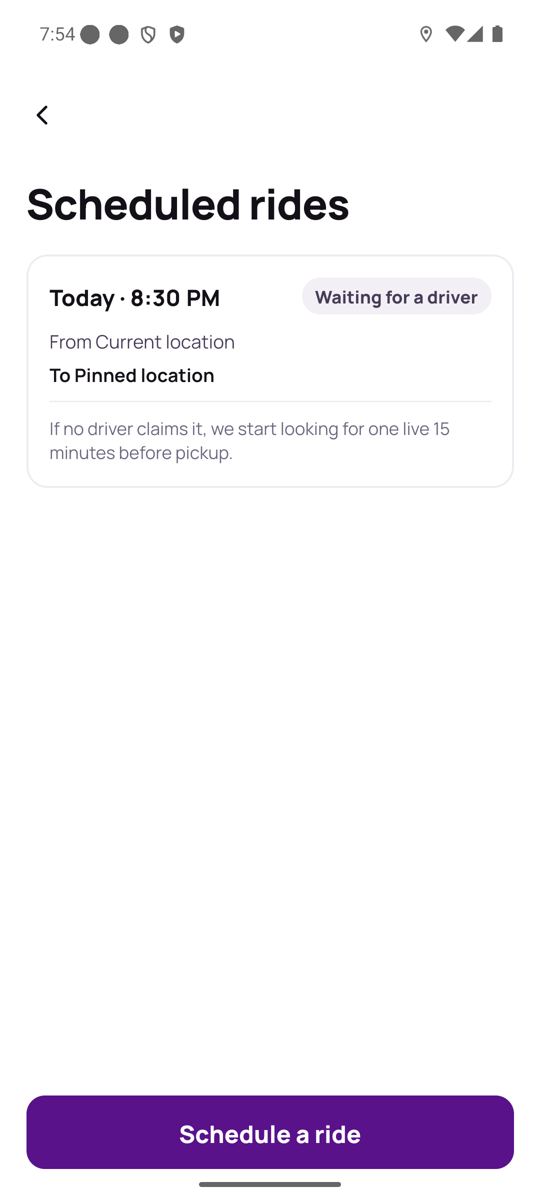 7:54
Scheduled rides
Today · 8:30 PM
Waiting for a driver
From Current location
To Pinned location
If no driver claims it, we start looking for one live 15
minutes before pickup.
Schedule a ride